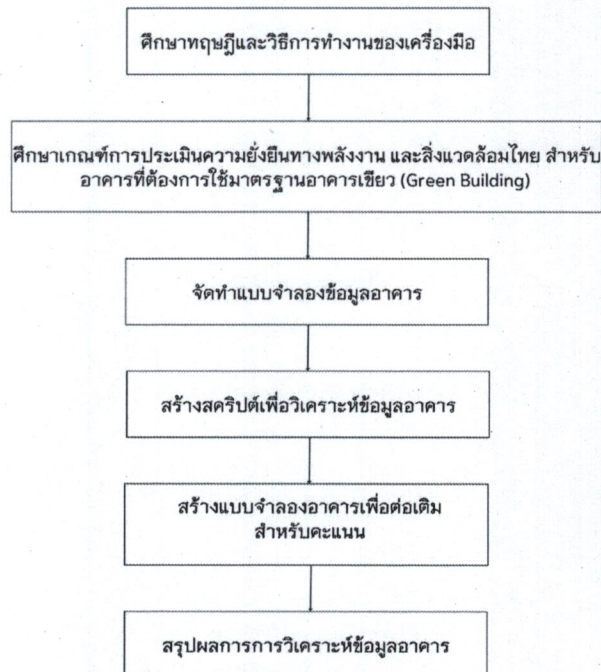 ศึกษาทฤษฎีและวิธีการทำงานของเครื่องมือ
ศึกษาเกณฑ์การประเมินความยั่งยืนทางพลังงาน และสิ่งแวดล้อมไทย สำหรับ
อาคารที่ต้องการใช้มาตรฐานอาคารเขียว (Green Building)
จัดทำแบบจำลองข้อมูลอาคาร
สร้างสคริปต์เพื่อวิเคราะห์ข้อมูลอาคาร
สร้างแบบจำลองอาคารเพื่อต่อเติม
สำหรับคะแนน
สรุปผลการการวิเคราะห์ข้อมูลอาคาร